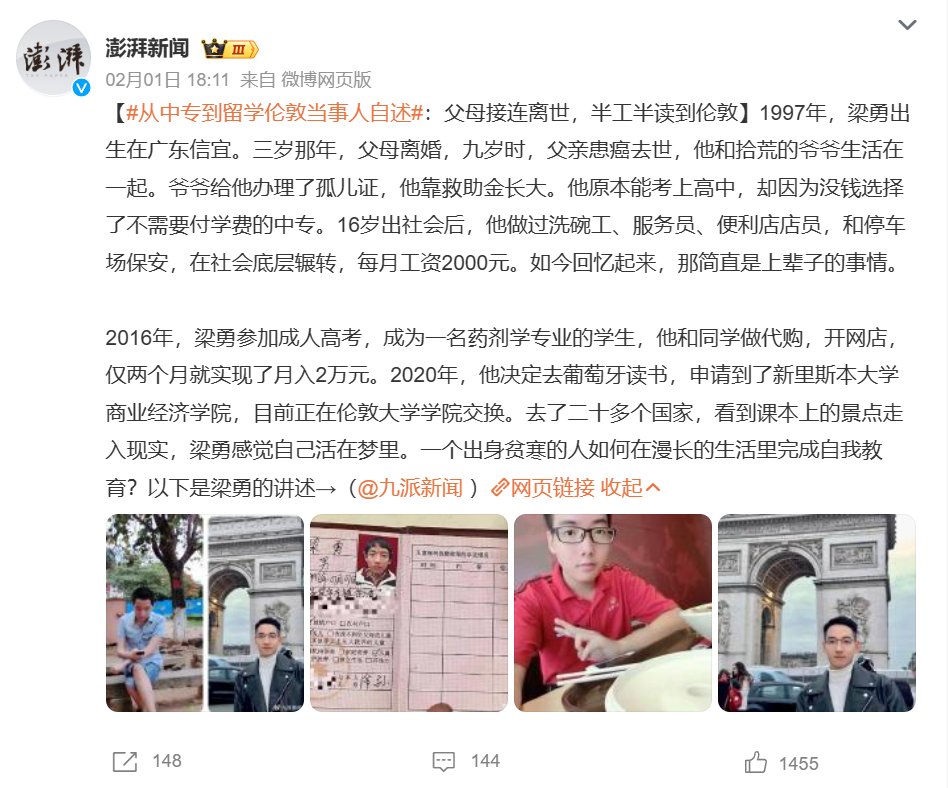 澎湃
澎湃新闻
III
02月01日 18:11 来自 微博网页版
【#从中专到留学伦敦当事人自述#：父母接连离世，半工半读到伦敦】1997年，梁勇出
生在广东信宜。三岁那年，父母离婚，九岁时，父亲患癌去世，他和拾荒的爷爷生活在
一起。爷爷给他办理了孤儿证，他靠救助金长大。他原本能考上高中，却因为没钱选择
了不需要付学费的中专。16岁出社会后，他做过洗碗工、服务员、便利店店员，和停车
场保安，在社会底层辗转，每月工资2000元。如今回忆起来，那简直是上辈子的事情。
2016年，梁勇参加成人高考，成为一名药剂学专业的学生，他和同学做代购，开网店，
仅两个月就实现了月入2万元。2020年，他决定去葡萄牙读书，申请到了新里斯本大学
商业经济学院，目前正在伦敦大学学院交换。去了二十多个国家，看到课本上的景点走
入现实，梁勇感觉自己活在梦里。一个出身贫寒的人如何在漫长的生活里完成自我教
育？以下是梁勇的讲述→（@九派新闻 ）网页链接 收起
梁 勇
男
148
144
1455